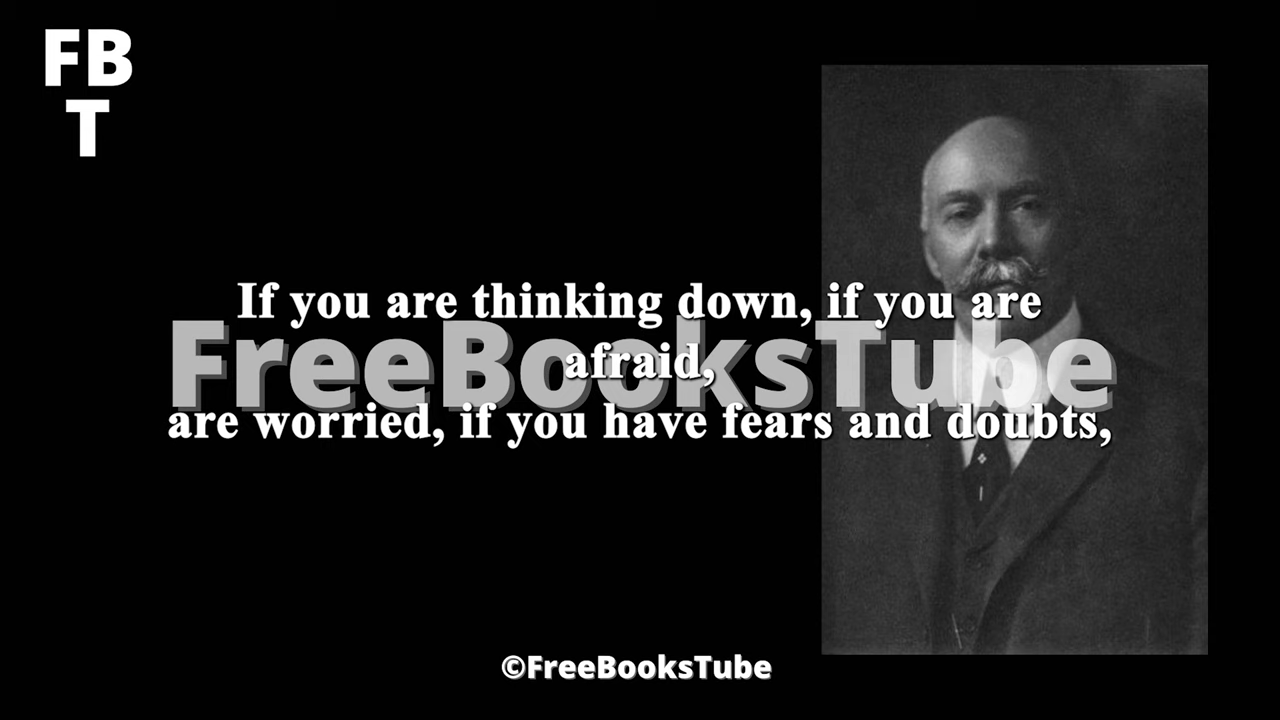 FB
T
If you are thinking down, if you are
FreeBooksTube
afraid,
are worried, if you have fears and doubts,
©FreeBooksTube